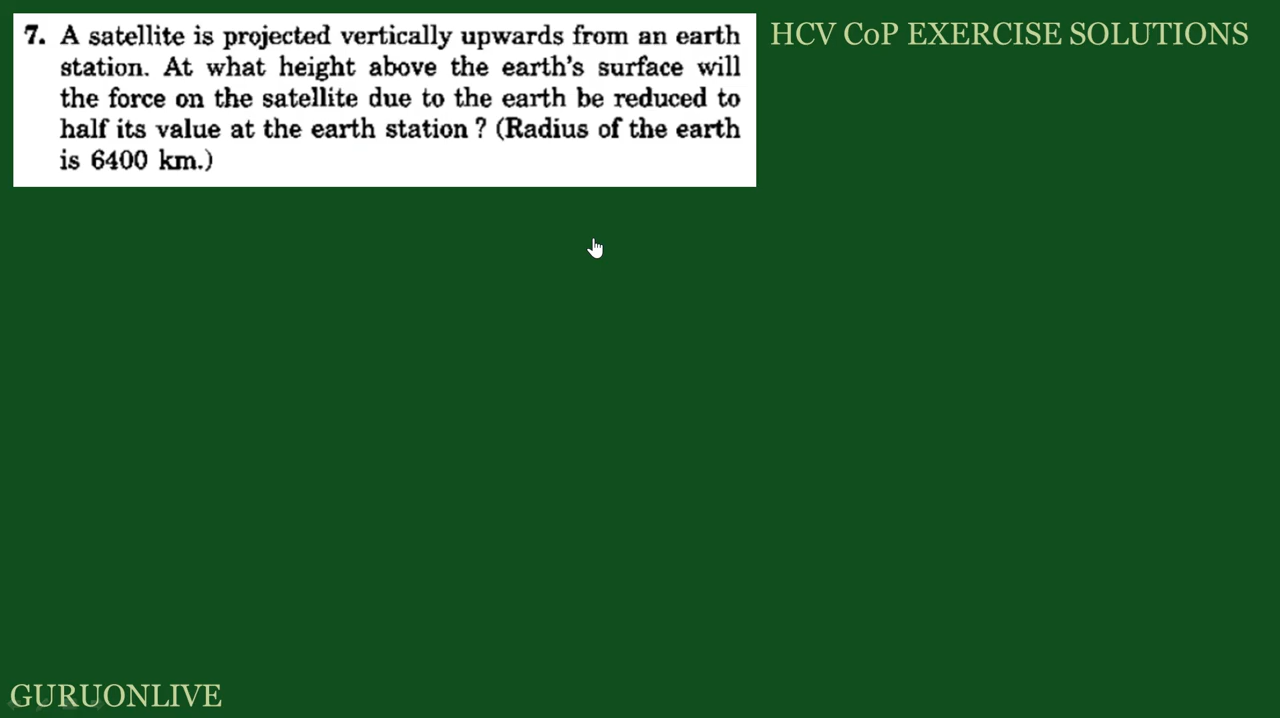 HCV CoP EXERCISE SOLUTIONS
7. A satellite is projected vertically upwards from an earth
station. At what height above the earth's surface will
the force on the satellite due to the earth be reduced to
half its value at the earth station ? (Radius of the earth
is 6400 km.)
GURUONLIVE